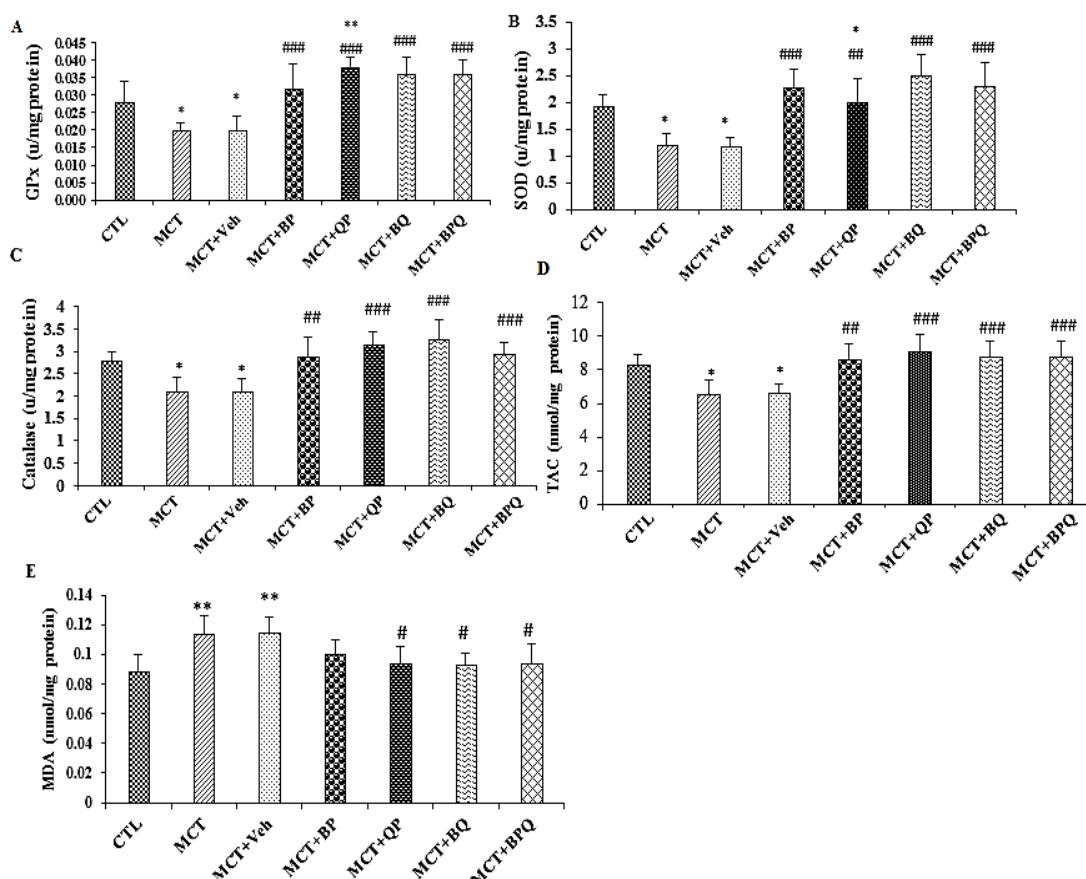 A
GPx (u/mg protein)
0.045
0.040
0.035
0.030
0.025
0.020
0.015
0.010
0.005
0.000
*
*
###
**
###
###
###
CTL
MCT
MCT+Veh
MCT+BP
MCT+QP
MCT+BQ
MCT+BPQ
B
SOD (u/mg protein)
3.5
3
2.5
2
1.5
1
0.5
0
*
*
###
*
##
###
###
CTL
MCT
MCT+Veh
MCT+BP
MCT+QP
MCT+BQ
MCT+BPQ
C
Catalase (u/mg protein)
4
3.5
3
2.5
2
1.5
1
0.5
0
*
*
##
###
###
###
CTL
MCT
MCT+Veh
MCT+BP
MCT+QP
MCT+BQ
MCT+BPQ
D
TAC (nmol/mg protein)
12
10
8
6
4
2
0
*
*
##
###
###
###
CTL
MCT
MCT+Veh
MCT+BP
MCT+QP
MCT+BQ
MCT+BPQ
E
MDA (nmol/mg protein)
0.14
0.12
0.1
0.08
0.06
0.04
0.02
0
**
**
#
#
#
CTL
MCT
MCT+Veh
MCT+BP
MCT+QP
MCT+BQ
MCT+BPQ